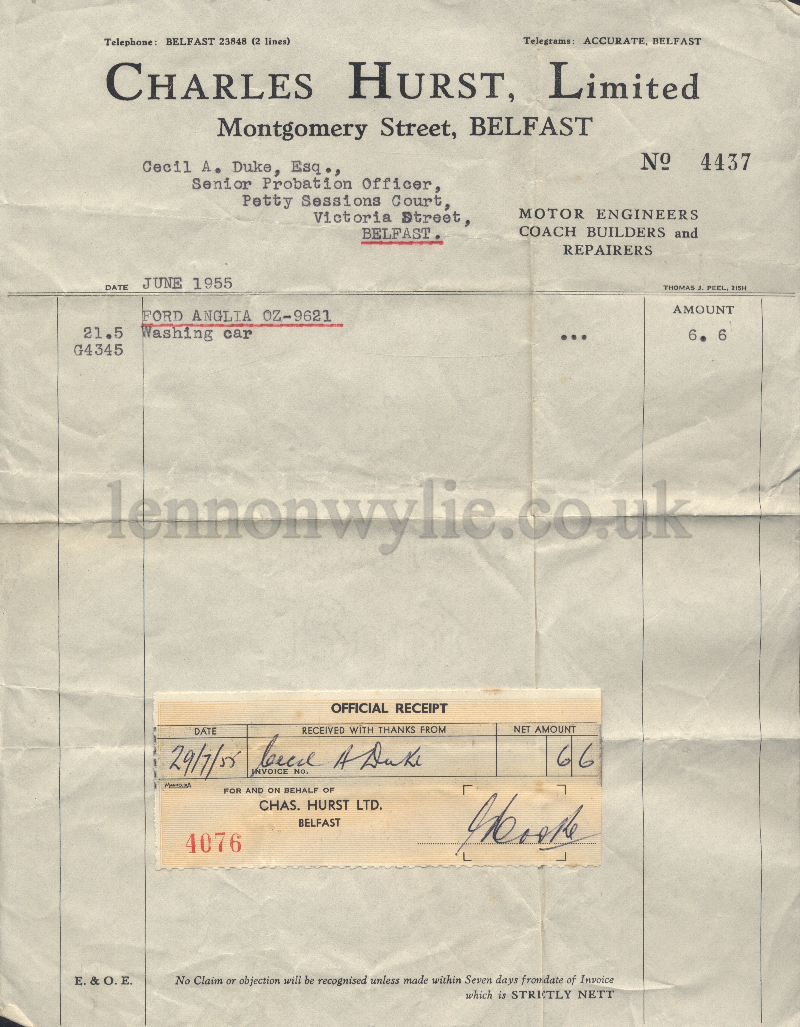 Telephone: BELFAST 23848 (2 lines) Telegrams: ACCURATE, BELFAST
CHARLES HURST, Limited
Montgomery Street, BELFAST
Nº 4437
Cecil A. Duke, Esq.,
Senior Probation Officer,
Petty Sessions Court,
Victoria Street,
BELFAST.
MOTOR ENGINEERS
COACH BUILDERS and
REPAIRERS
DATE JUNE 1955
THOMAS J. PEEL, 21SH
AMOUNT
FORD ANGLIA OZ-9621
21.5 Washing car ... 6. 6
G4345
lennonwylie.co.uk
OFFICIAL RECEIPT
DATE RECEIVED WITH THANKS FROM NET AMOUNT
29/7/55 Cecil A Duke 6 6
INVOICE NO.
FOR AND ON BEHALF OF
CHAS. HURST LTD.
BELFAST
4076
E. & O. E. No Claim or objection will be recognised unless made within Seven days from date of Invoice
which is STRICTLY NETT